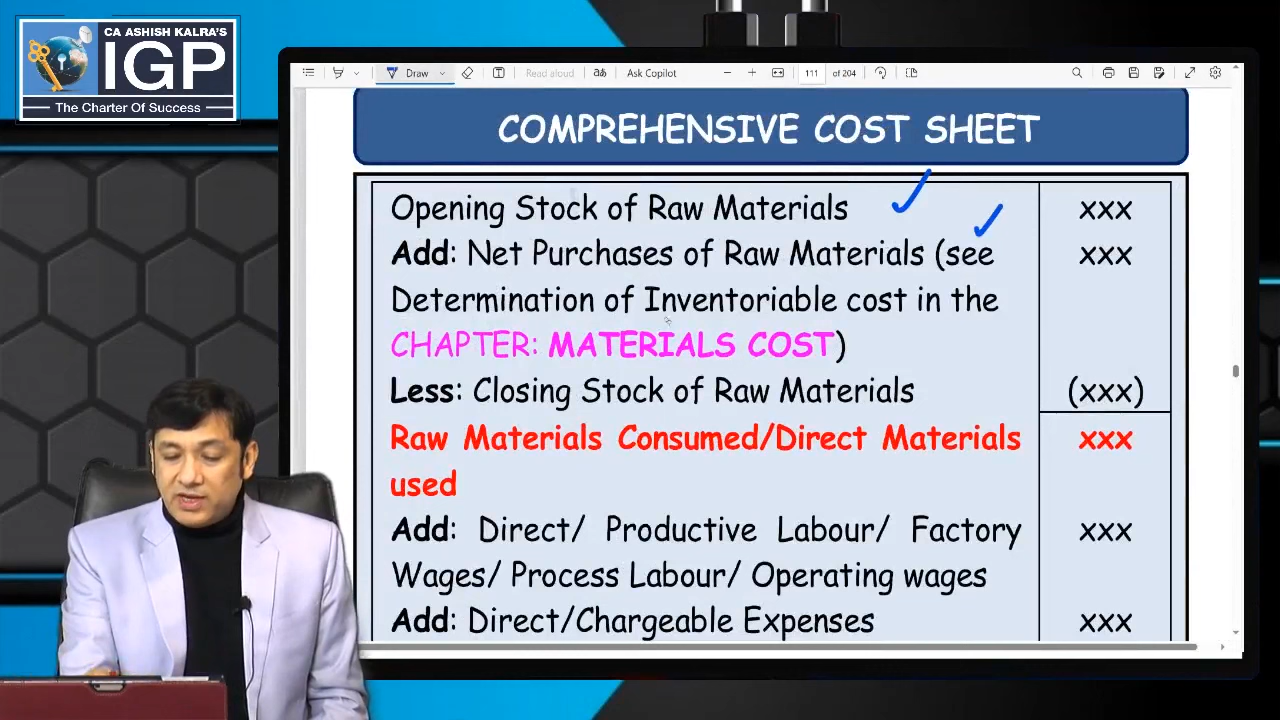 CA ASHISH KALRA'S
IGP
The Charter Of Success
Draw
Read aloud
Ask Copilot
111 of 204
COMPREHENSIVE COST SHEET
Opening Stock of Raw Materials xxx
Add: Net Purchases of Raw Materials (see xxx
Determination of Inventoriable cost in the
CHAPTER: MATERIALS COST)
Less: Closing Stock of Raw Materials (xxx)
Raw Materials Consumed/Direct Materials xxx
used
Add: Direct/ Productive Labour/ Factory xxx
Wages/ Process Labour/ Operating wages
Add: Direct/Chargeable Expenses xxx